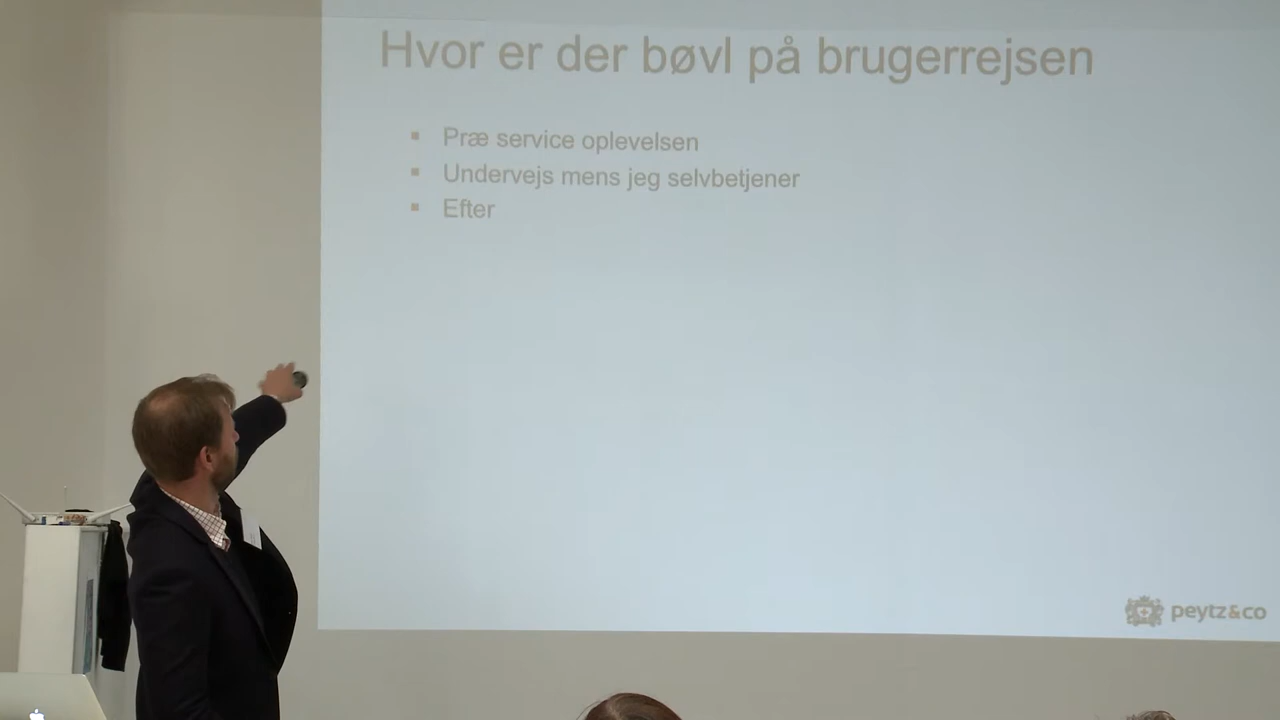 Hvor er der bøvl på brugerrejsen
▪ Præ service oplevelsen
▪ Undervejs mens jeg selvbetjener
▪ Efter
peytz&co